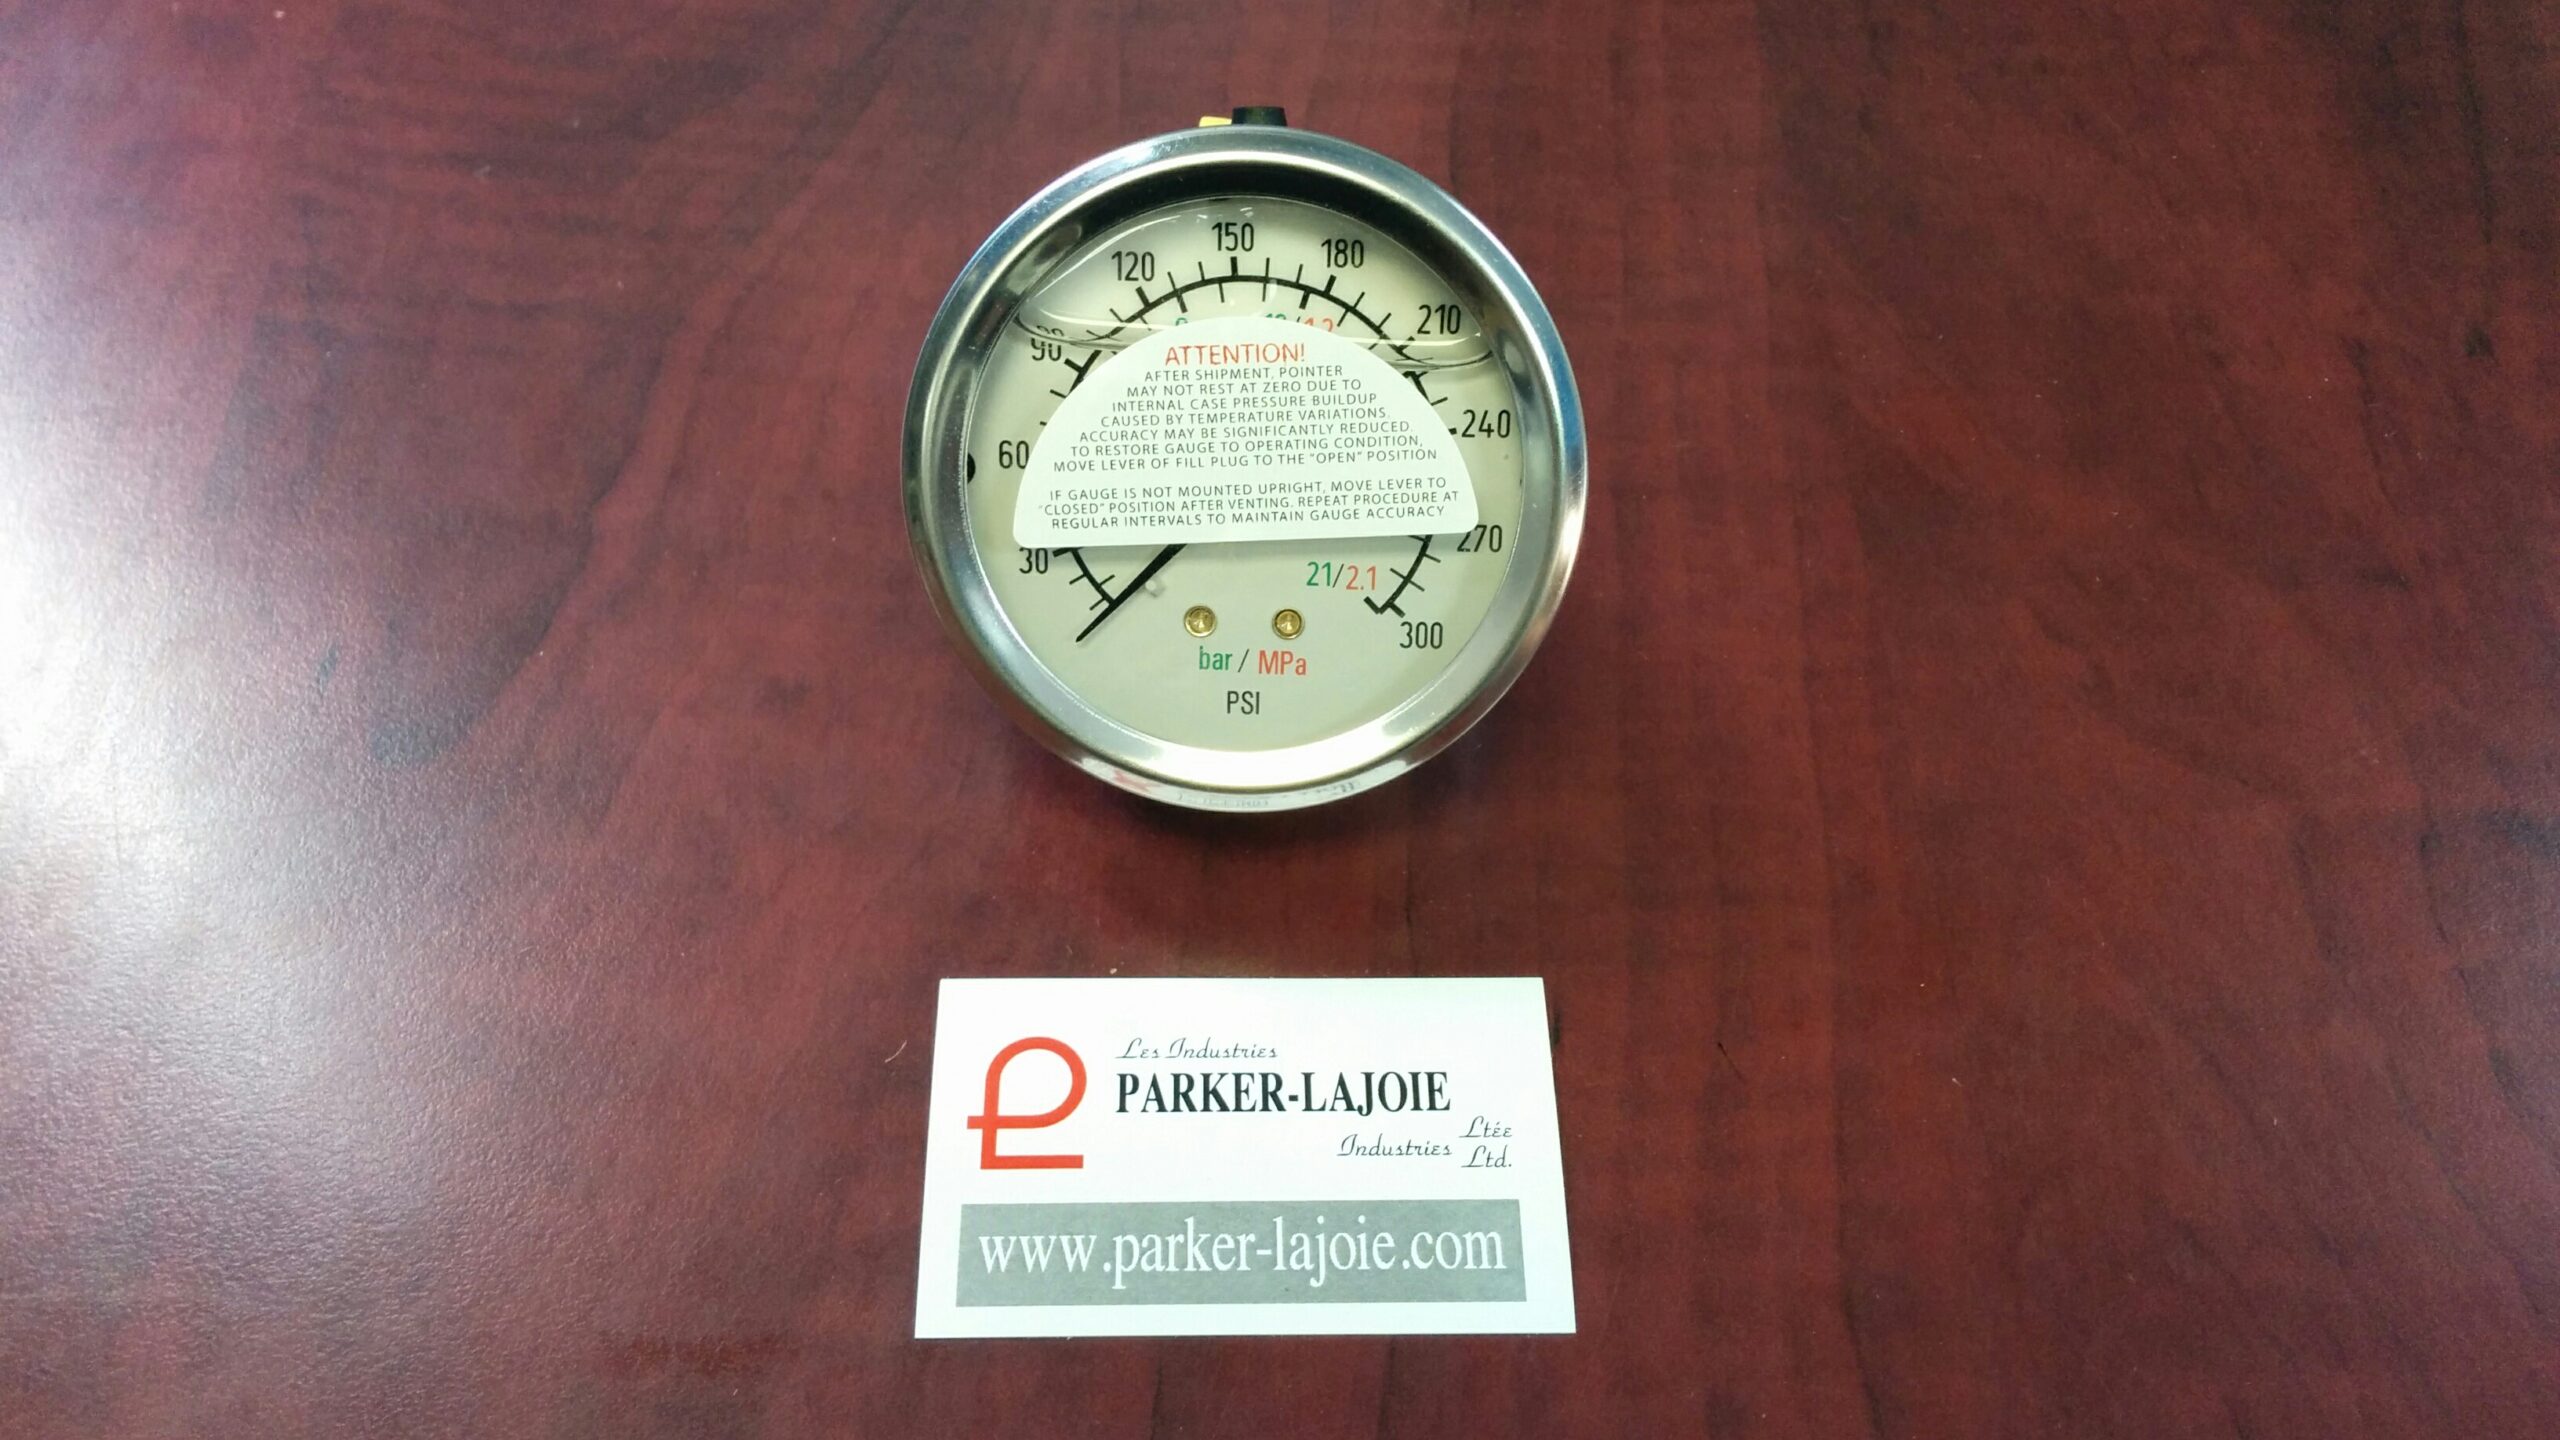 150
120
180
90
210
240
60
ATTENTION!
AFTER SHIPMENT, POINTER
MAY NOT REST AT ZERO DUE TO
INTERNAL CASE PRESSURE BUILDUP
CAUSED BY TEMPERATURE VARIATIONS.
ACCURACY MAY BE SIGNIFICANTLY REDUCED.
TO RESTORE GAUGE TO OPERATING CONDITION,
MOVE LEVER OF FILL PLUG TO THE "OPEN" POSITION
IF GAUGE IS NOT MOUNTED UPRIGHT, MOVE LEVER TO
"CLOSED" POSITION AFTER VENTING. REPEAT PROCEDURE AT
REGULAR INTERVALS TO MAINTAIN GAUGE ACCURACY
30
270
21/2.1
300
bar / MPa
PSI
Les Industries
PARKER-LAJOIE
Industries Ltée
Ltd.
www.parker-lajoie.com